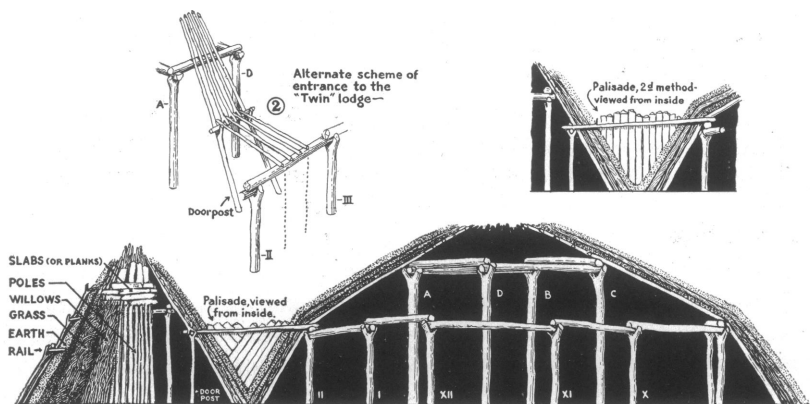 Alternate scheme of
entrance to the
"Twin" lodge—
②
A-
-D
Doorpost
-II
-III
Palisade, 2d method-
viewed from inside
SLABS (OR PLANKS)
POLES
WILLOWS
GRASS
EARTH
RAIL→
Palisade, viewed
from inside.
DOOR
POST
A
D
B
C
II
I
XII
XI
X